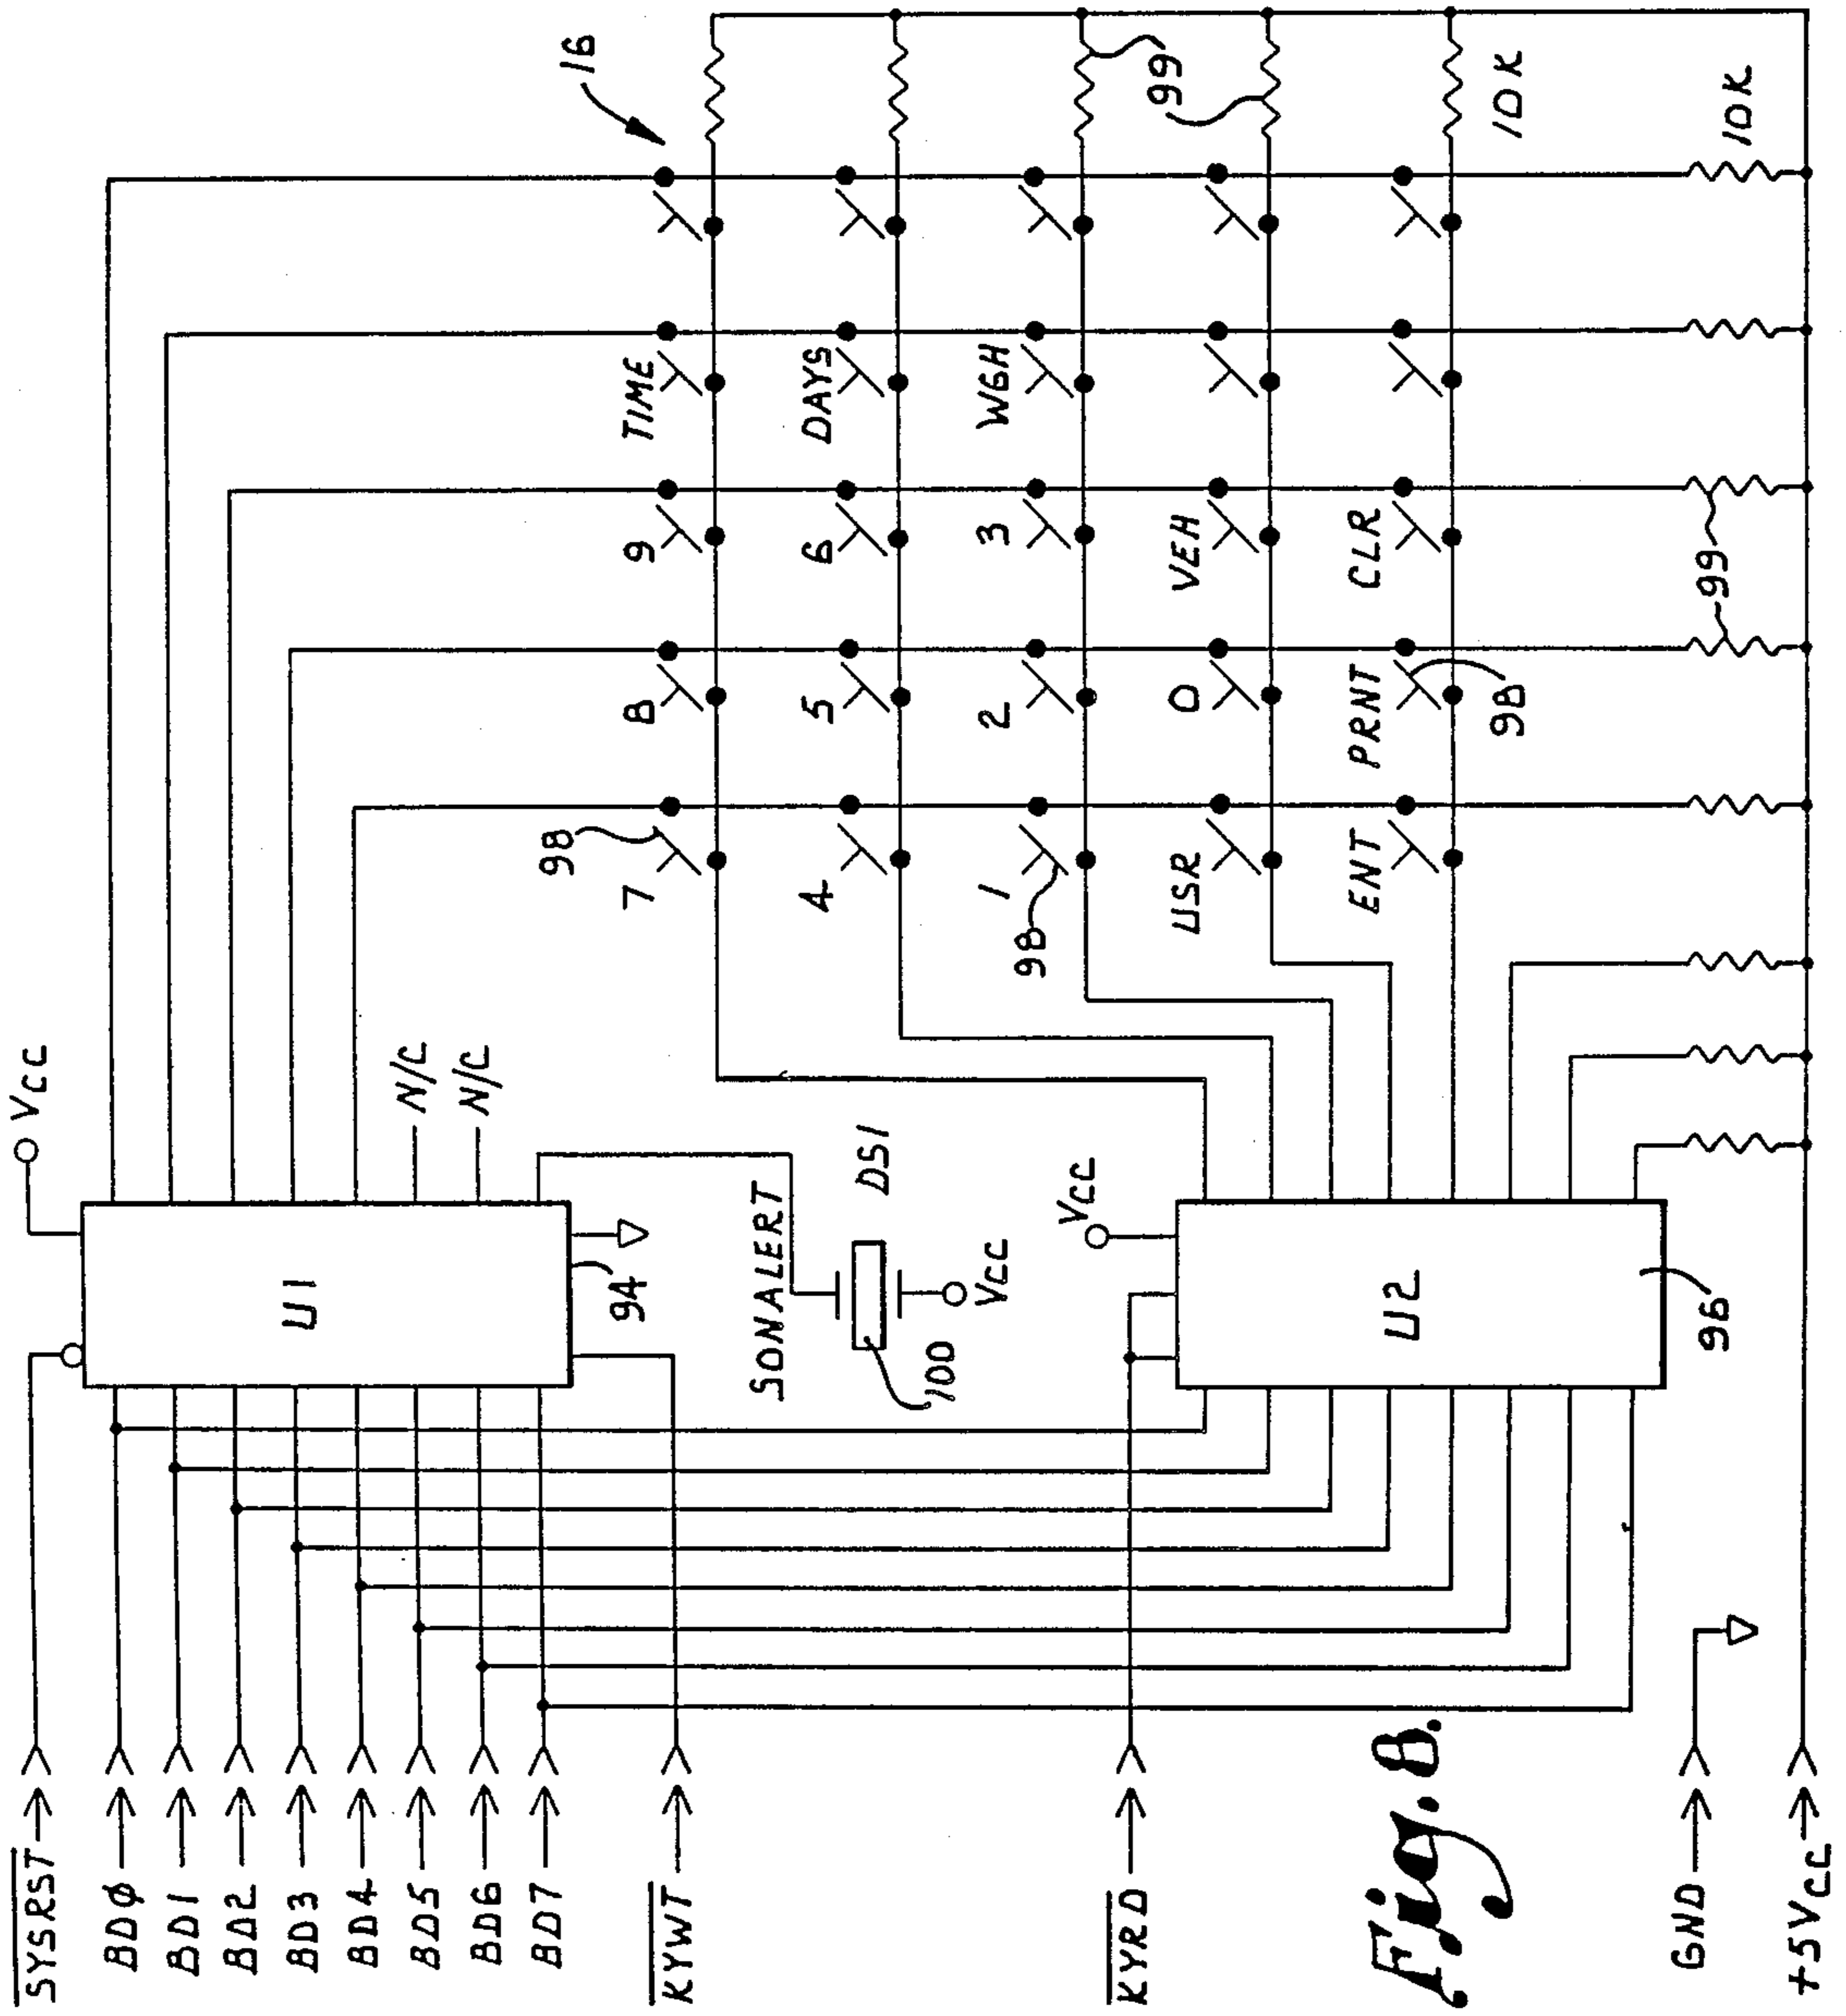 SYSRST
BDφ
BD1
BD2
BD3
BD4
BD5
BD6
BD7
KYWT
KYRD
GND
+5Vcc
Vcc
U1
94
N/C
N/C
SONALERT
DS1
100
Vcc
Vcc
U2
96
16
7
8
9
TIME
98
4
5
6
DAYS
1
2
3
WGH
98
USR
0
VEH
ENT
PRNT
CLR
98
99
10K
10K
99
Fig. 8.